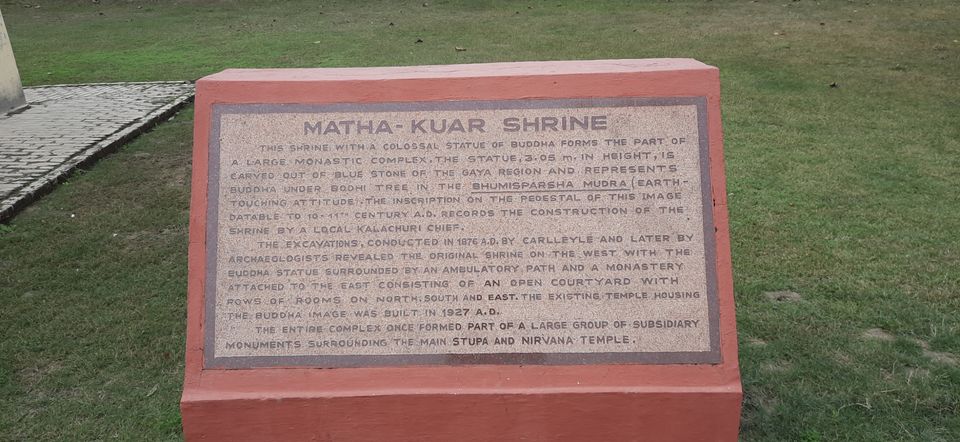 MATHA-KUAR SHRINE
THIS SHRINE WITH A COLOSSAL STATUE OF BUDDHA FORMS THE PART OF
A LARGE MONASTIC COMPLEX. THE STATUE, 3.05 m. IN HEIGHT, IS
CARVED OUT OF BLUE STONE OF THE GAYA REGION AND REPRESENTS
BUDDHA UNDER BODHI TREE IN THE BHUMISPARSHA MUDRA (EARTH-
TOUCHING ATTITUDE. THE INSCRIPTION ON THE PEDESTAL OF THIS IMAGE
DATABLE TO 10-11TH CENTURY A.D. RECORDS THE CONSTRUCTION OF THE
SHRINE BY A LOCAL KALACHURI CHIEF.
THE EXCAVATIONS, CONDUCTED IN 1876 A.D. BY CARLLEYLE AND LATER BY
ARCHAEOLOGISTS REVEALED THE ORIGINAL SHRINE ON THE WEST WITH THE
BUDDHA STATUE SURROUNDED BY AN AMBULATORY PATH AND A MONASTERY
ATTACHED TO THE EAST CONSISTING OF AN OPEN COURTYARD WITH
ROWS OF ROOMS ON NORTH, SOUTH AND EAST. THE EXISTING TEMPLE HOUSING
THE BUDDHA IMAGE WAS BUILT IN 1927 A.D.
THE ENTIRE COMPLEX ONCE FORMED PART OF A LARGE GROUP OF SUBSIDIARY
MONUMENTS SURROUNDING THE MAIN STUPA AND NIRVANA TEMPLE.